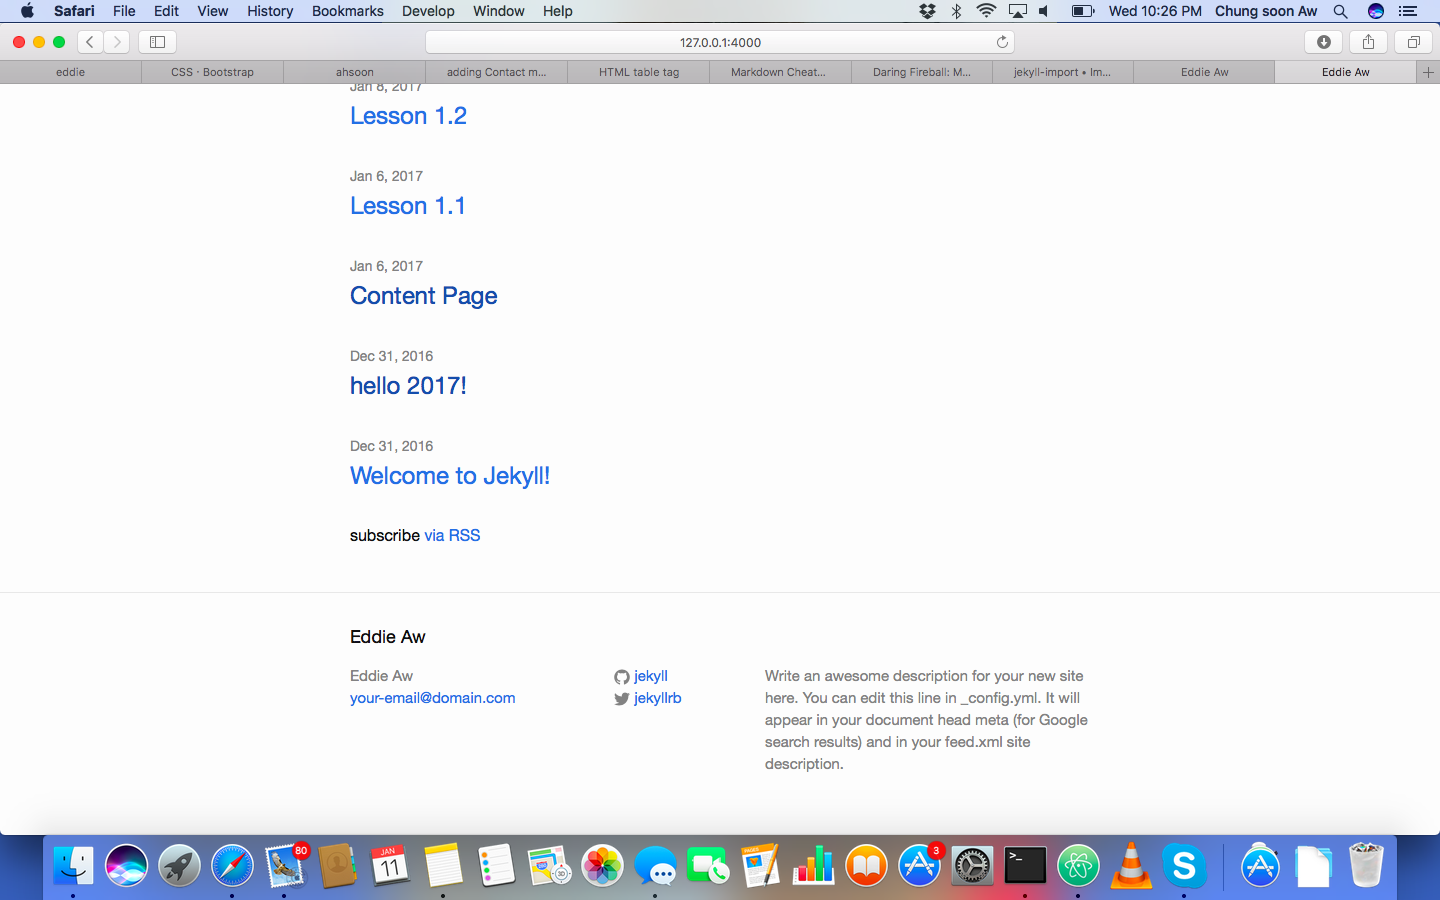 Safari File Edit View History Bookmarks Develop Window Help Wed 10:26 PM Chung soon Aw
127.0.0.1:4000
eddie CSS · Bootstrap ahsoon adding Contact m... HTML table tag Markdown Cheat... Daring Fireball: M... jekyll-import • Im... Eddie Aw Eddie Aw
Jan 8, 2017
Lesson 1.2
Jan 6, 2017
Lesson 1.1
Jan 6, 2017
Content Page
Dec 31, 2016
hello 2017!
Dec 31, 2016
Welcome to Jekyll!
subscribe via RSS
Eddie Aw
Eddie Aw
your-email@domain.com
jekyll
jekyllrb
Write an awesome description for your new site
here. You can edit this line in _config.yml. It will
appear in your document head meta (for Google
search results) and in your feed.xml site
description.
80
JAN
11
PAGES
280
3D
3
>_
S